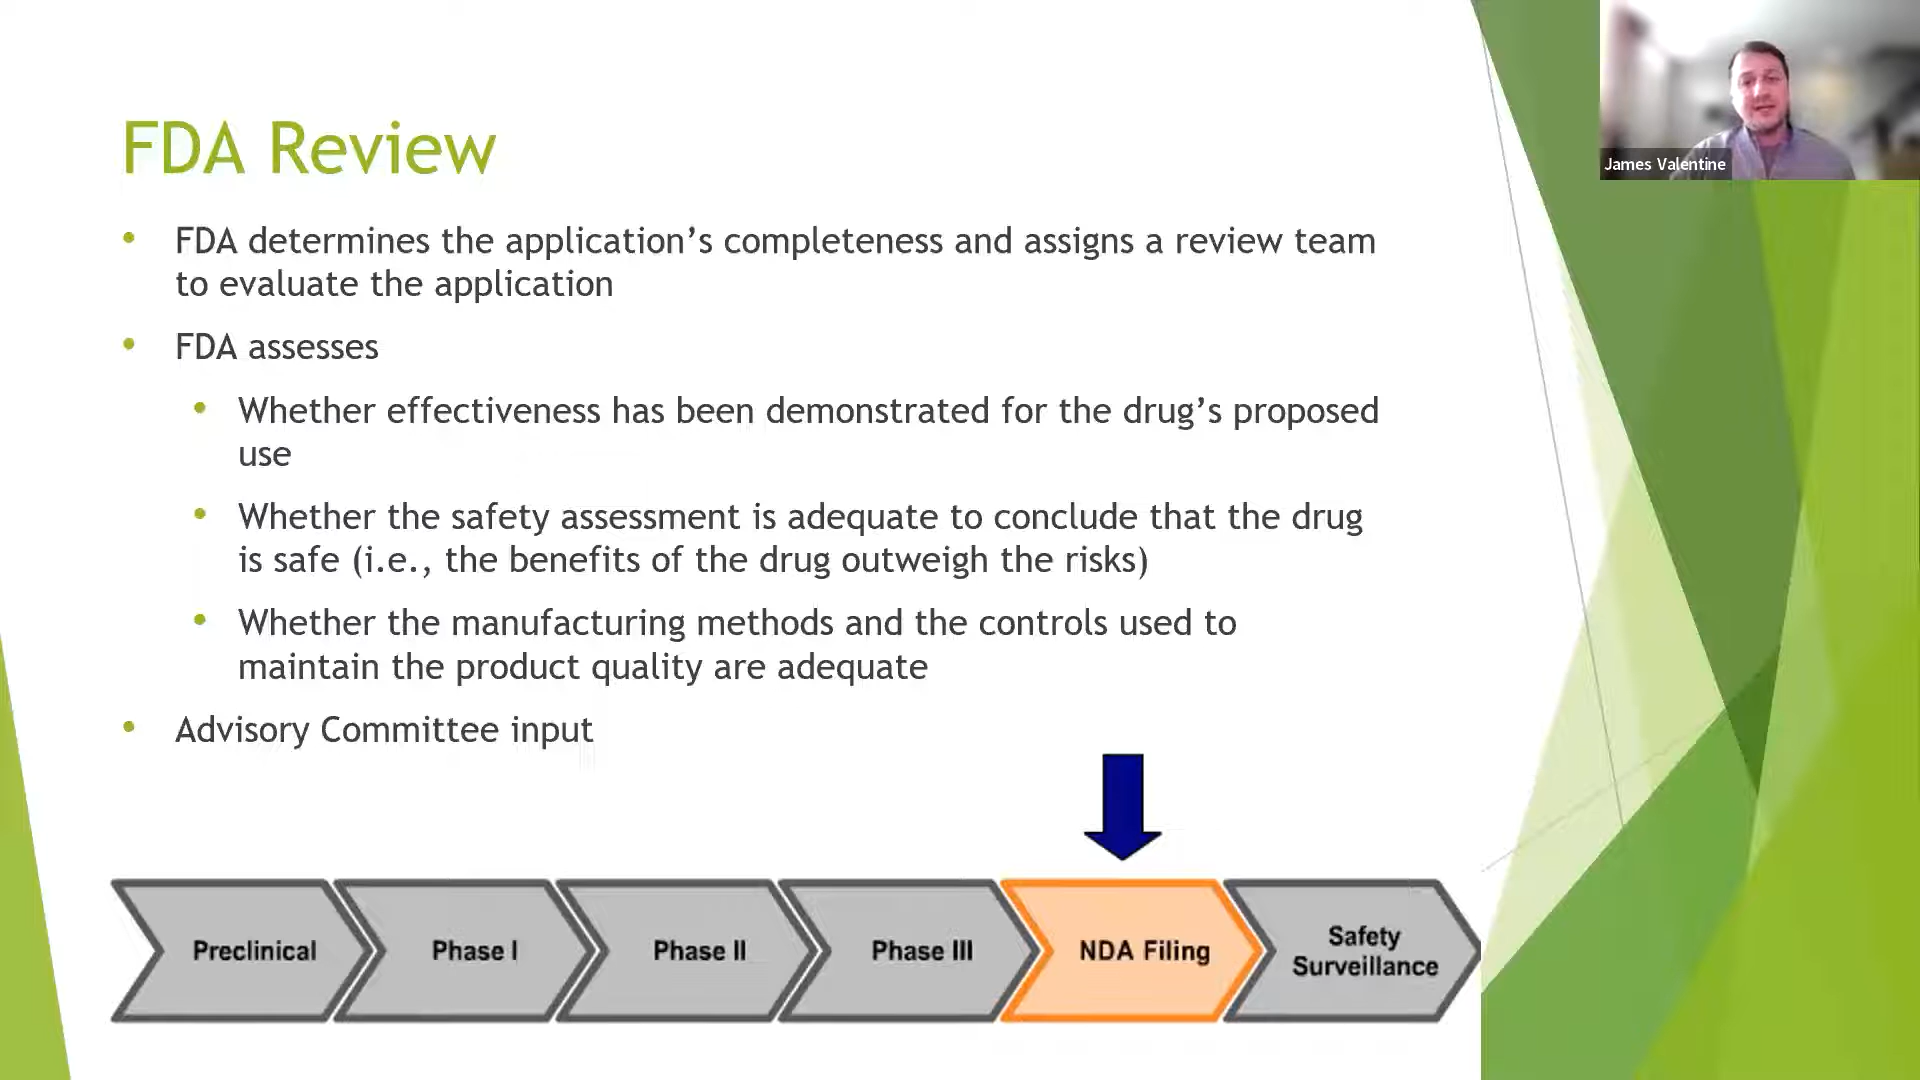 FDA Review
James Valentine
• FDA determines the application’s completeness and assigns a review team
to evaluate the application
• FDA assesses
• Whether effectiveness has been demonstrated for the drug’s proposed
use
• Whether the safety assessment is adequate to conclude that the drug
is safe (i.e., the benefits of the drug outweigh the risks)
• Whether the manufacturing methods and the controls used to
maintain the product quality are adequate
• Advisory Committee input
Preclinical
Phase I
Phase II
Phase III
NDA Filing
Safety
Surveillance